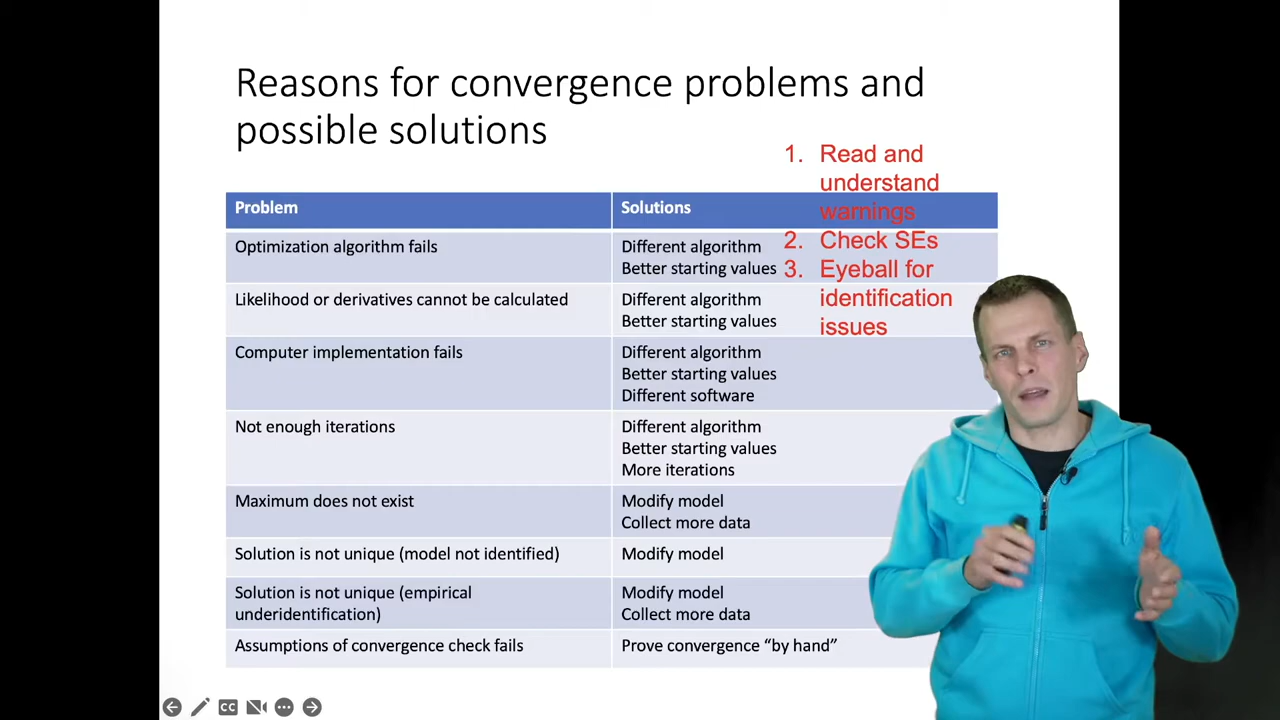 Reasons for convergence problems and
possible solutions
1. Read and
understand
warnings
2. Check SEs
3. Eyeball for
identification
issues
Problem
Solutions
Optimization algorithm fails
Different algorithm
Better starting values
Likelihood or derivatives cannot be calculated
Different algorithm
Better starting values
Computer implementation fails
Different algorithm
Better starting values
Different software
Not enough iterations
Different algorithm
Better starting values
More iterations
Maximum does not exist
Modify model
Collect more data
Solution is not unique (model not identified)
Modify model
Solution is not unique (empirical
underidentification)
Modify model
Collect more data
Assumptions of convergence check fails
Prove convergence “by hand”
CC